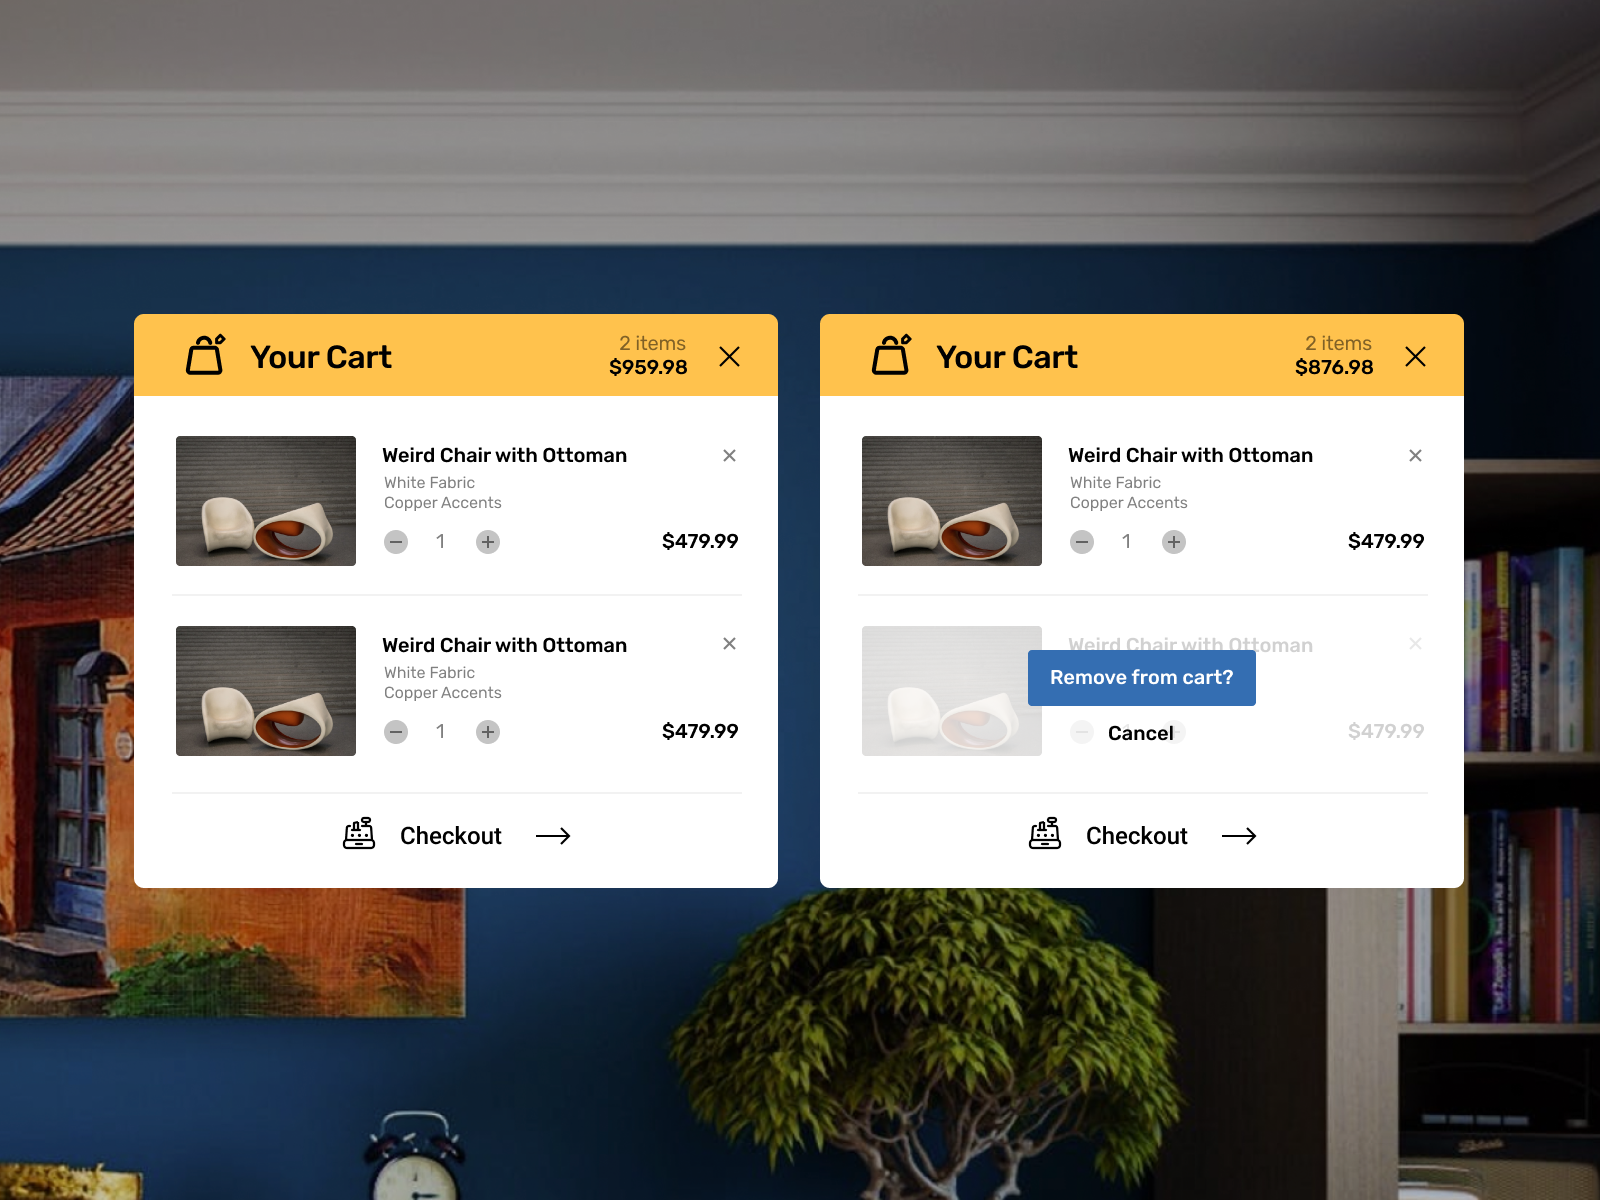 Your Cart
2 items
$959.98
Weird Chair with Ottoman
White Fabric
Copper Accents
1
$479.99
Weird Chair with Ottoman
White Fabric
Copper Accents
1
$479.99
Checkout
Your Cart
2 items
$876.98
Weird Chair with Ottoman
White Fabric
Copper Accents
1
$479.99
Weird Chair with Ottoman
Remove from cart?
$479.99
Cancel
Checkout